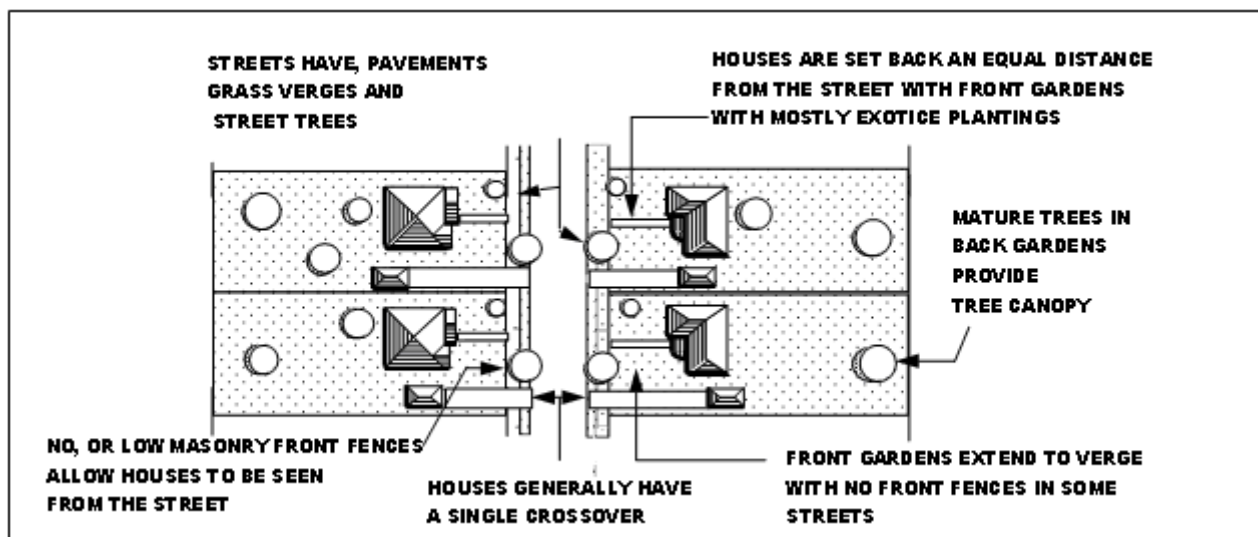 STREETS HAVE, PAVEMENTS
GRASS VERGES AND
STREET TREES
HOUSES ARE SET BACK AN EQUAL DISTANCE
FROM THE STREET WITH FRONT GARDENS
WITH MOSTLY EXOTICE PLANTINGS
MATURE TREES IN
BACK GARDENS
PROVIDE
TREE CANOPY
NO, OR LOW MASONRY FRONT FENCES
ALLOW HOUSES TO BE SEEN
FROM THE STREET
HOUSES GENERALLY HAVE
A SINGLE CROSSOVER
FRONT GARDENS EXTEND TO VERGE
WITH NO FRONT FENCES IN SOME
STREETS